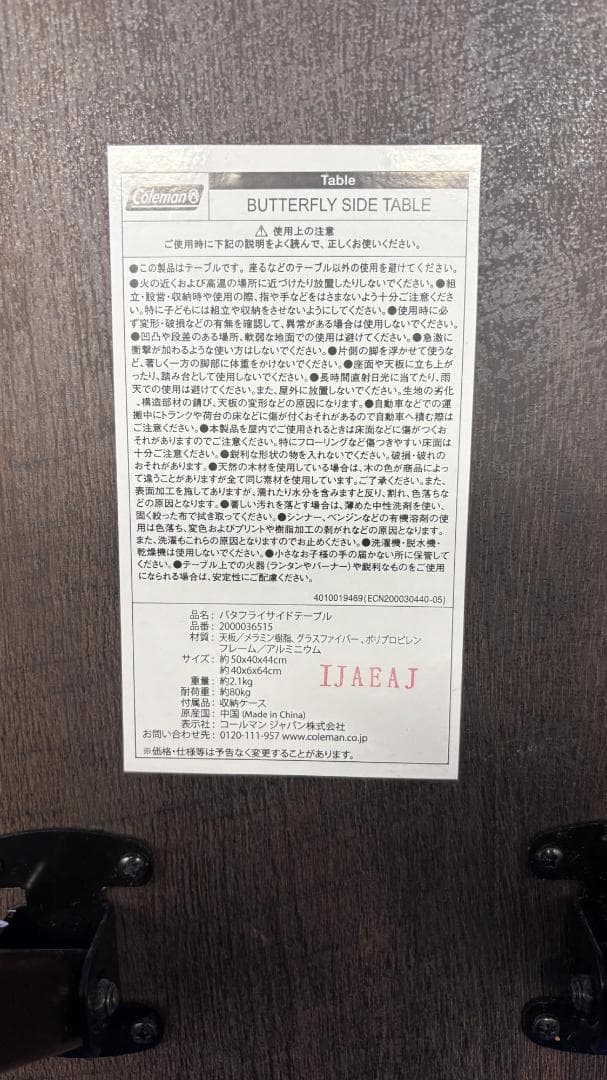 Table
Coleman
BUTTERFLY SIDE TABLE
⚠ 使用上の注意
ご使用時に下記の説明をよく読んで、正しくお使いください。
●この製品はテーブルです。座るなどのテーブル以外の使用を避けてください。
●火の近くおよび高温の場所に近づけたり放置したりしないでください。●組
立・設営・収納時や使用の際、指や手などをはさまないよう十分ご注意くださ
い。特に子どもには組立や収納をさせないようにしてください。●使用時に必
ず変形・破損などの有無を確認して、異常がある場合は使用しないでください。
●凹凸や段差のある場所、軟弱な地面での使用は避けてください。●急激に
衝撃が加わるような使い方はしないでください。●片側の脚を浮かせて使うな
ど、著しく一方の脚部に体重をかけないでください。●座面や天板に立ち上が
ったり、踏み台として使用しないでください。●長時間直射日光に当てたり、雨
天での使用は避けてください。また、屋外に放置しないでください。生地の劣化
、構造部材の錆び、天板の変形などの原因になります。●自動車などでの運
搬中にトランクや荷台の床などに傷が付くおそれがあるので自動車へ積む際は
ご注意ください。●本製品を屋内でご使用されるときは床面などに傷がつくお
それがありますのでご注意ください。特にフローリングなど傷つきやすい床面は
十分ご注意ください。●鋭利な形状の物を入れないでください。破損・破れの
おそれがあります。●天然の木材を使用している場合は、木の色が商品によっ
て違うことがありますが全て同じ素材を使用しています。ご了承ください。また、
表面加工を施してありますが、濡れたり水分を含みますと反り、割れ、色落ちな
どの原因となります。●著しい汚れを落とす場合は、薄めた中性洗剤を使い、
固く絞った布で拭き取ってください。●シンナー、ベンジンなどの有機溶剤の使
用は色落ち、変色およびプリントや樹脂加工の剥がれなどの原因となります。
また、洗濯もこれらの原因となりますのでお止めください。●洗濯機・脱水機・
乾燥機は使用しないでください。●小さなお子様の手の届かない所に保管して
ください。●テーブル上での火器(ランタンやバーナー)や鋭利なものをご使用
になられる場合は、安定性にご配慮ください。
4010019469(ECN200030440-05)
品名: バタフライサイドテーブル
品番: 2000036515
材質: 天板/メラミン樹脂、グラスファイバー、ポリプロピレン
フレーム/アルミニウム
サイズ: 約50x40x44cm
約40x6x64cm
重量: 約2.1kg
耐荷重: 約80kg
付属品: 収納ケース
原産国: 中国(Made in China)
表示社: コールマン ジャパン株式会社
お問い合わせ先: 0120-111-957 www.coleman.co.jp
※価格・仕様等は予告なく変更することがあります。
IJAEAJ